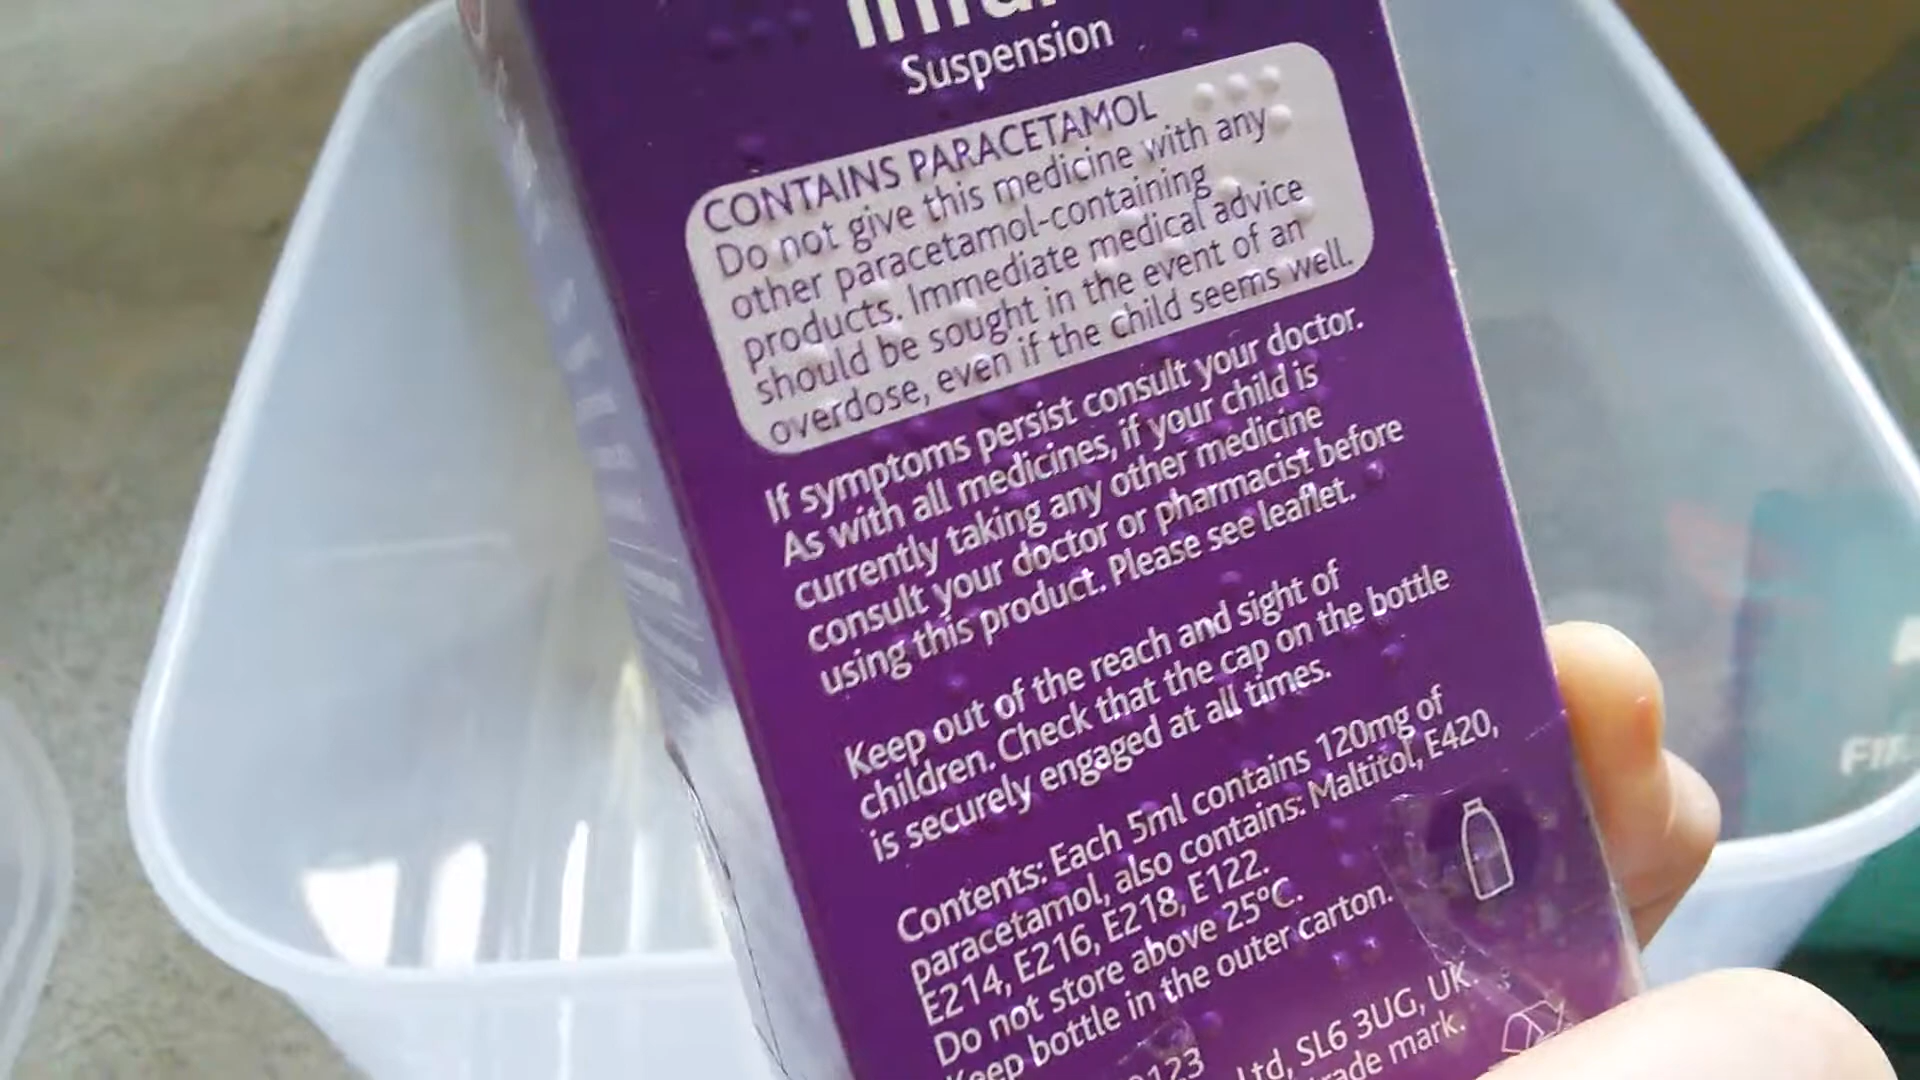 Suspension
CONTAINS PARACETAMOL
Do not give this medicine with any
other paracetamol-containing
products. Immediate medical advice
should be sought in the event of an
overdose, even if the child seems well.
If symptoms persist consult your doctor.
As with all medicines, if your child is
currently taking any other medicine
consult your doctor or pharmacist before
using this product. Please see leaflet.
Keep out of the reach and sight of
children. Check that the cap on the bottle
is securely engaged at all times.
Contents: Each 5ml contains 120mg of
paracetamol, also contains: Maltitol, E420,
E214, E216, E218, E122.
Do not store above 25°C.
Keep bottle in the outer carton.
Ltd, SL6 3UG, UK.
mark.